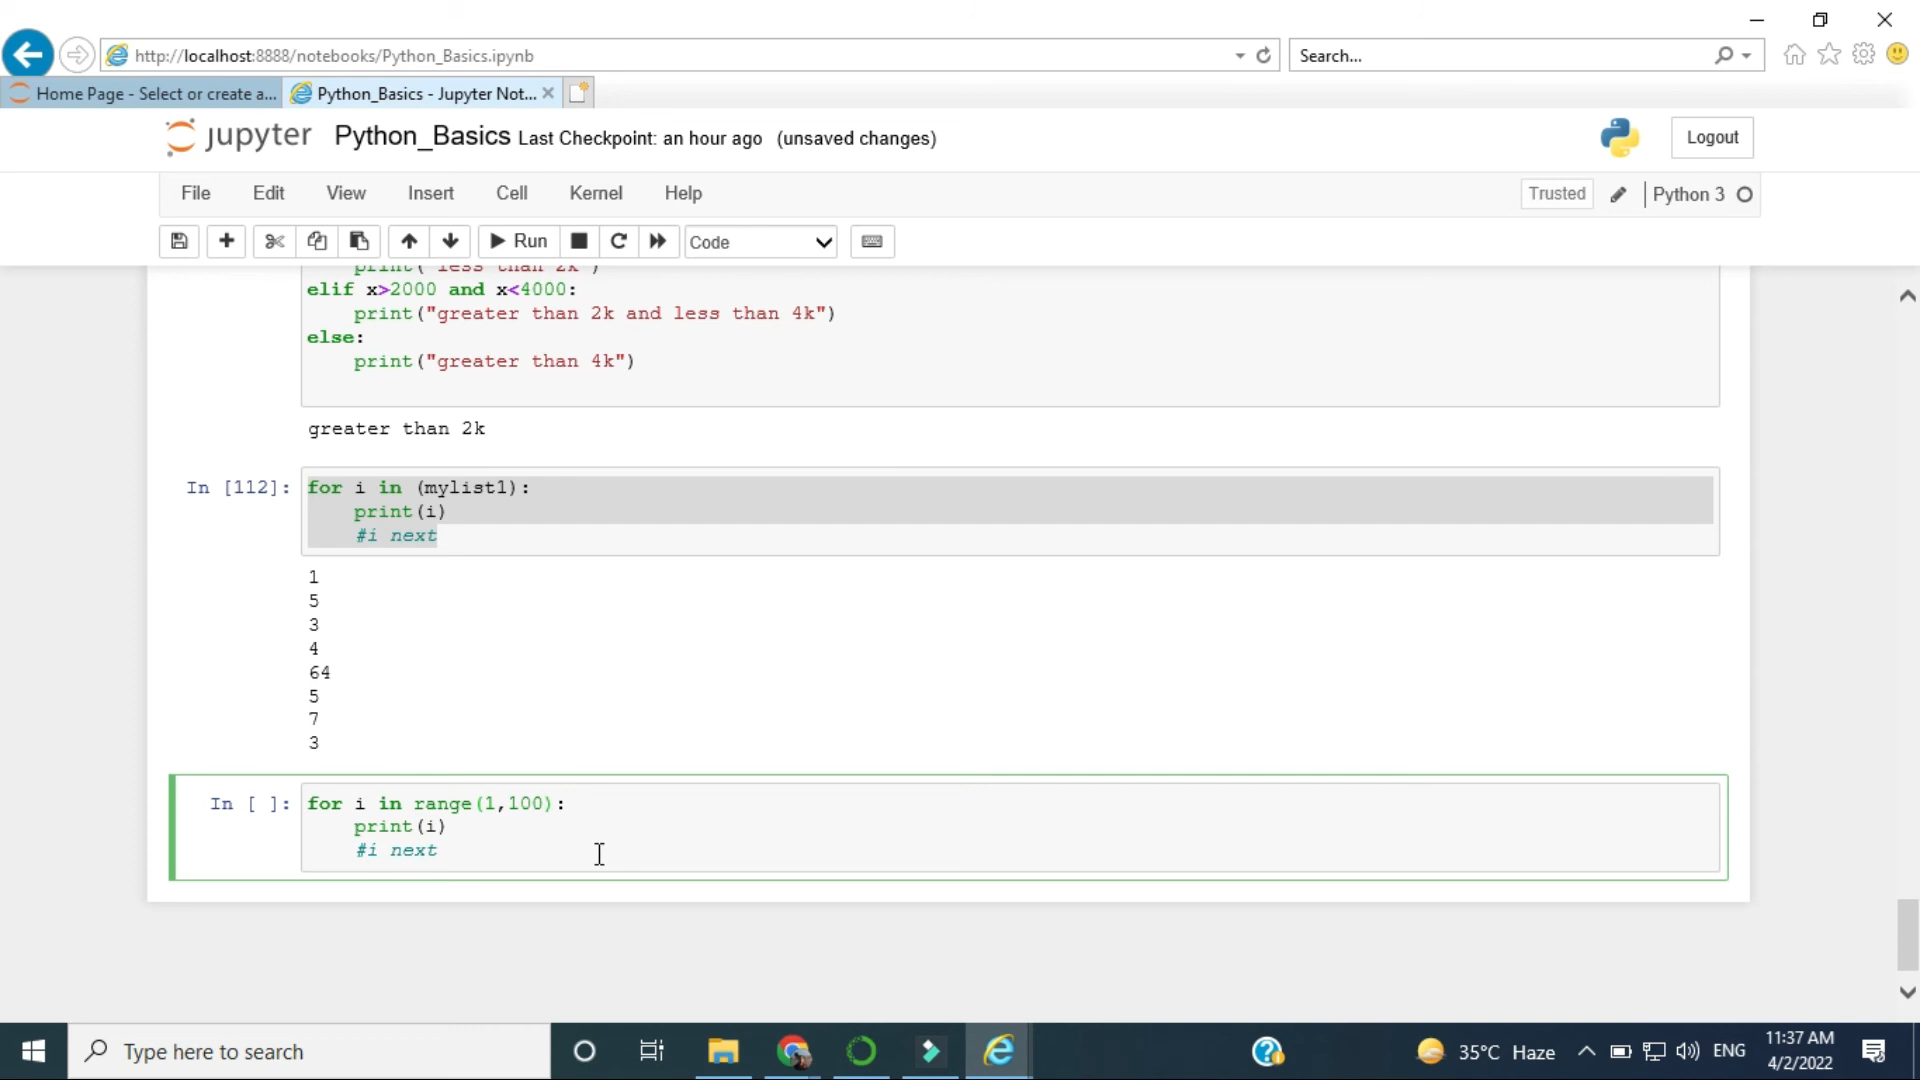 http://localhost:8888/notebooks/Python_Basics.ipynb
Search...
Home Page - Select or create a...
Python_Basics - Jupyter Not...
jupyter Python_Basics Last Checkpoint: an hour ago (unsaved changes)
Logout
File Edit View Insert Cell Kernel Help
Trusted Python 3
Run Code
print("less than 2k")
elif x>2000 and x<4000:
print("greater than 2k and less than 4k")
else:
print("greater than 4k")
greater than 2k
In [112]: for i in (mylist1):
print(i)
#i next
1
5
3
4
64
5
7
3
In [ ]: for i in range(1,100):
print(i)
#i next
Type here to search
35°C Haze
ENG
11:37 AM
4/2/2022